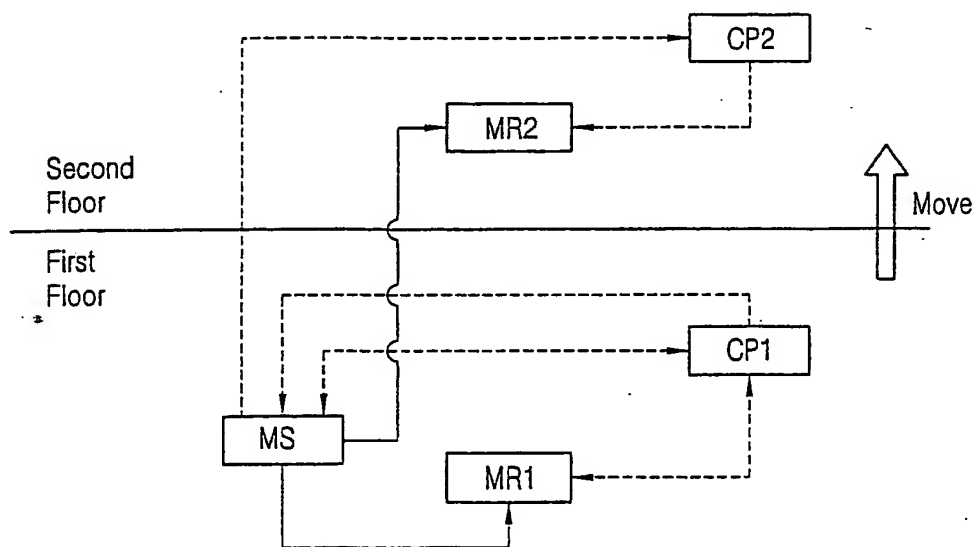 CP2
MR2
Second
Floor
Move
First
Floor
CP1
MS
MR1